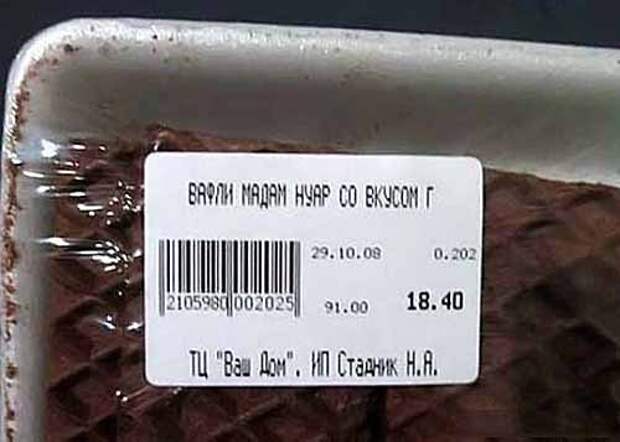 ВАФЛИ МАДАМ НУАР СО ВКУСОМ Г
29.10.08 0.202
2105980 002025 91.00 18.40
ТЦ "Ваш Дом". ИП Стадник Н.А.